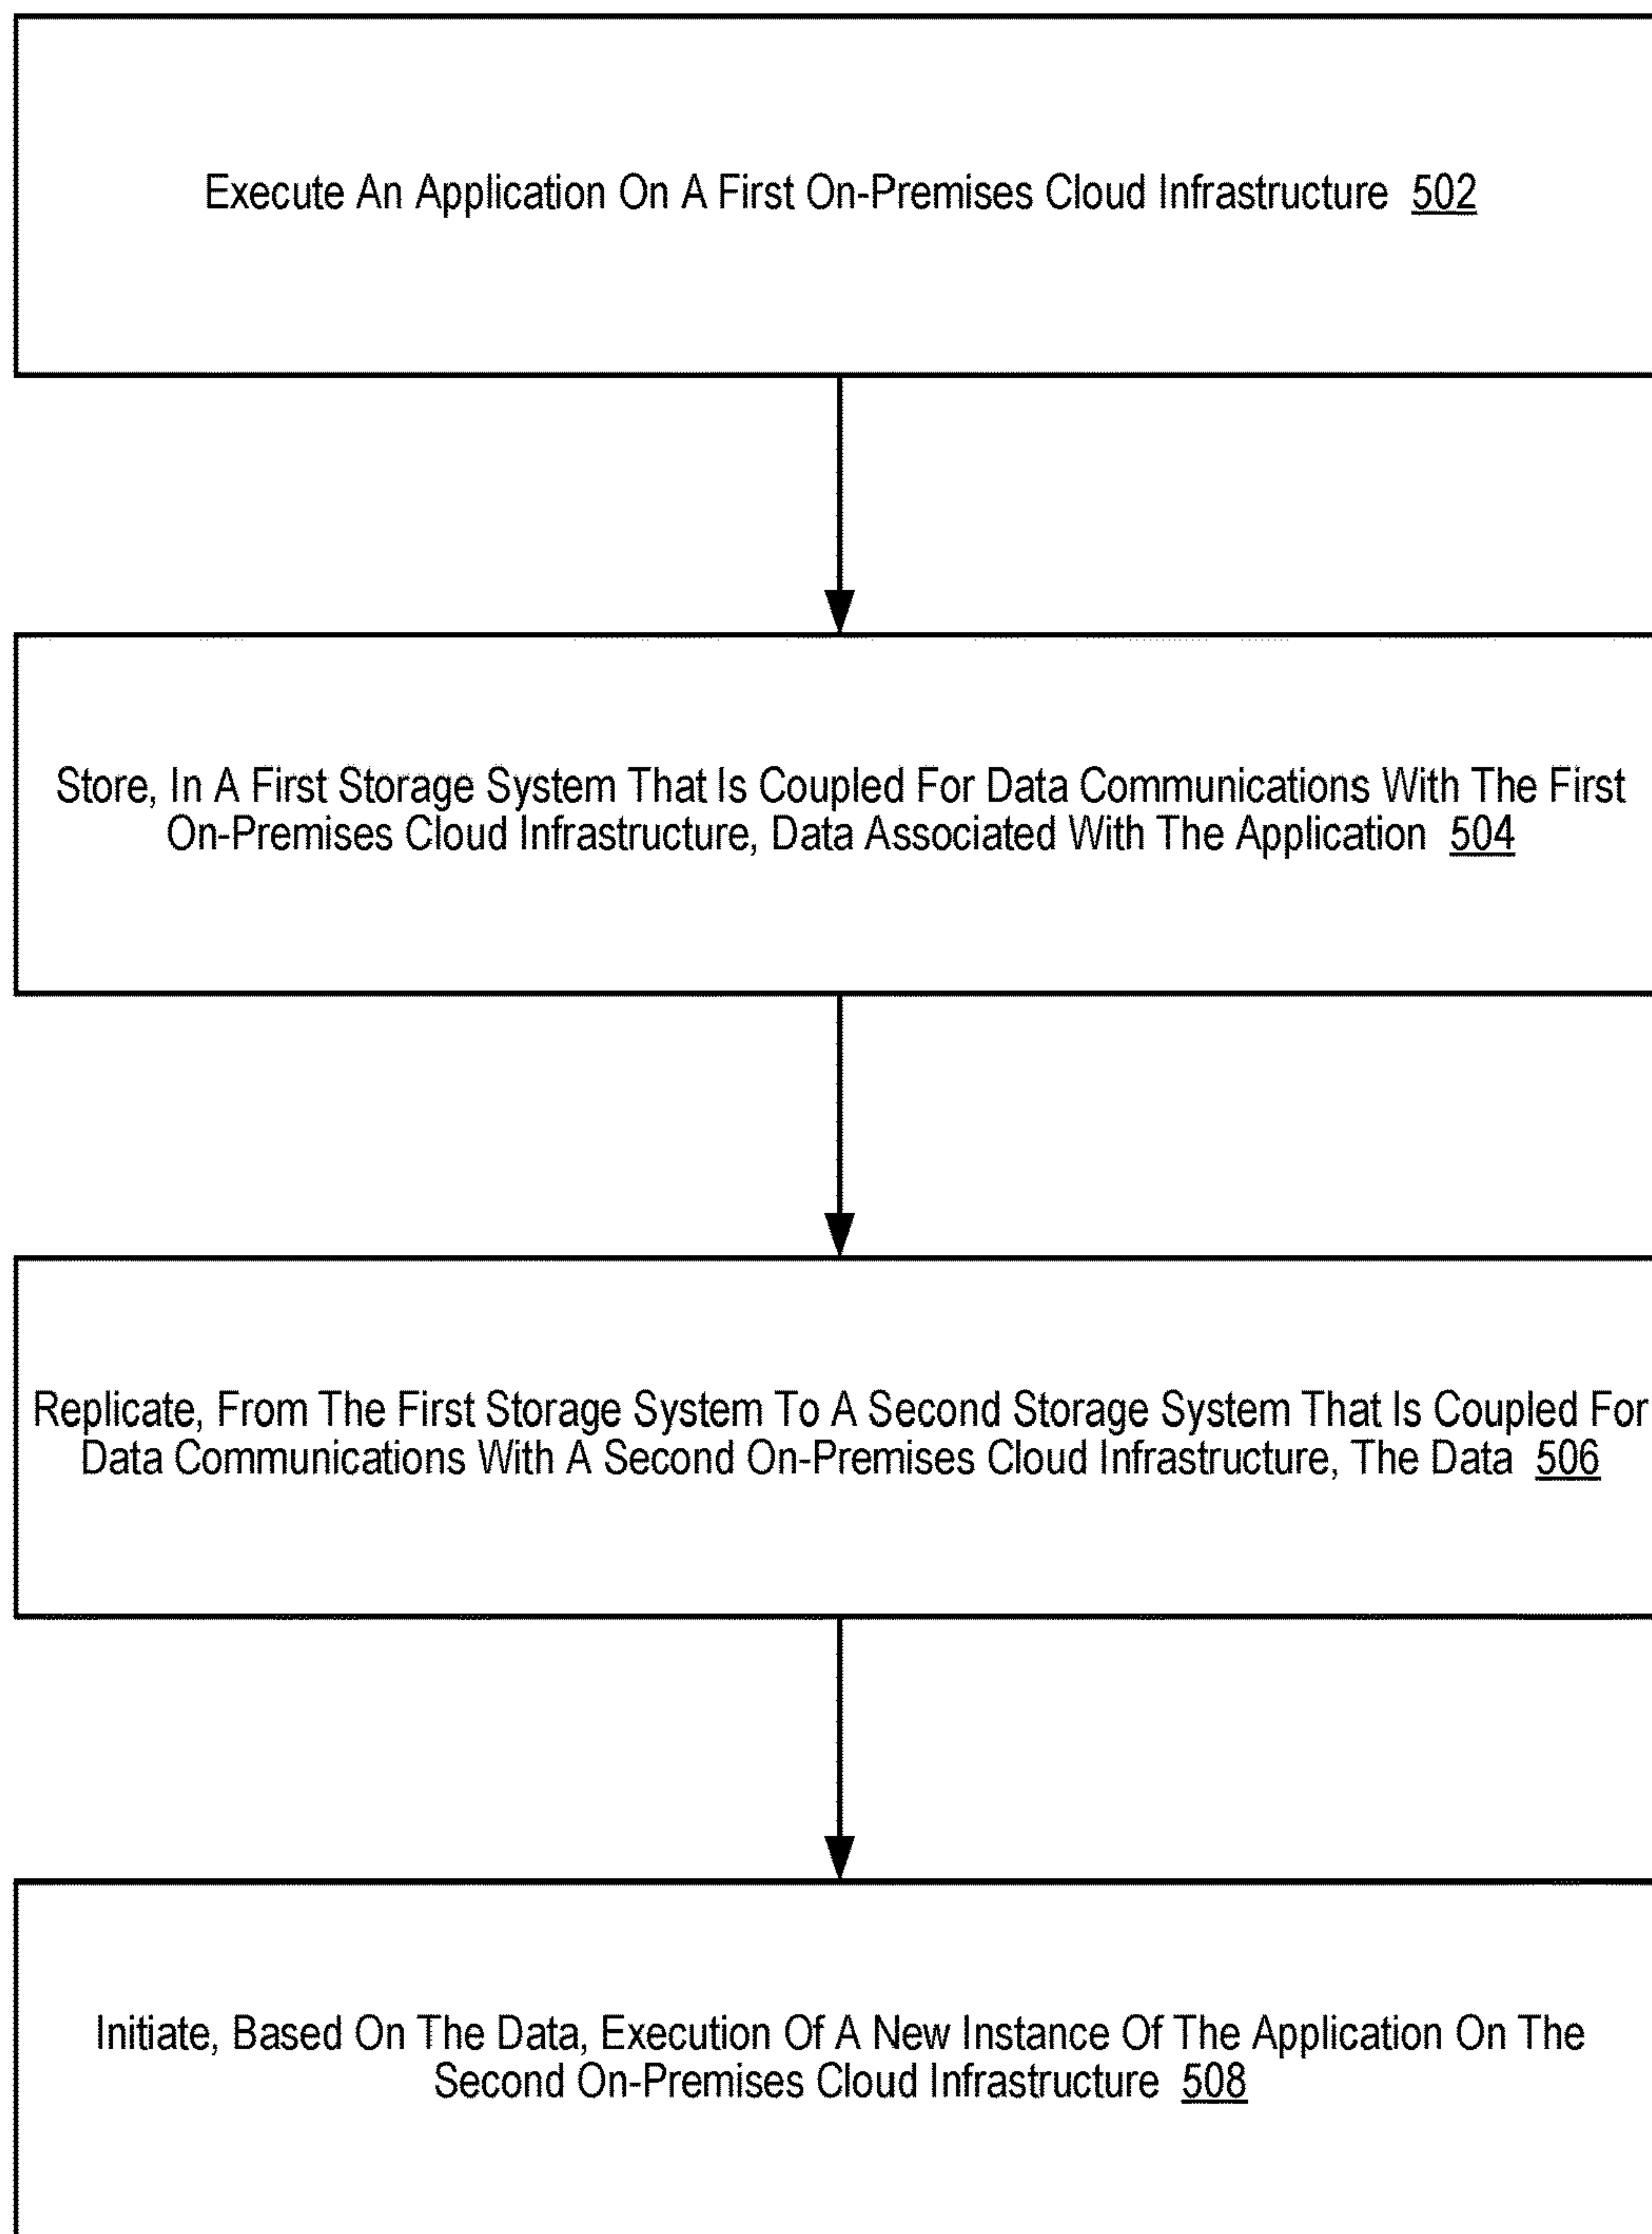 Execute An Application On A First On-Premises Cloud Infrastructure 502
Store, In A First Storage System That Is Coupled For Data Communications With The First
On-Premises Cloud Infrastructure, Data Associated With The Application 504
Replicate, From The First Storage System To A Second Storage System That Is Coupled For
Data Communications With A Second On-Premises Cloud Infrastructure, The Data 506
Initiate, Based On The Data, Execution Of A New Instance Of The Application On The
Second On-Premises Cloud Infrastructure 508